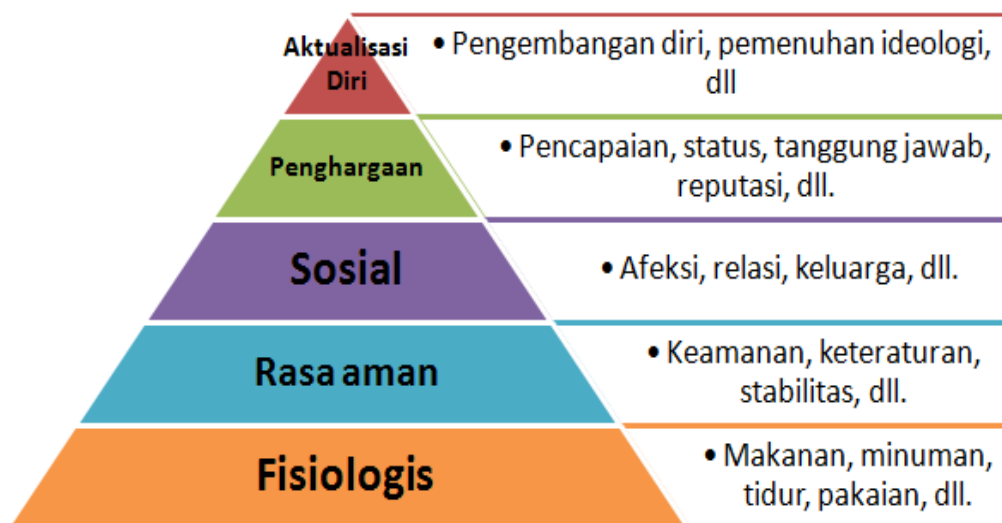 Aktualisasi
Diri
• Pengembangan diri, pemenuhan ideologi,
dll
Penghargaan
• Pencapaian, status, tanggung jawab,
reputasi, dll.
Sosial
• Afeksi, relasi, keluarga, dll.
Rasa aman
• Keamanan, keteraturan,
stabilitas, dll.
Fisiologis
• Makanan, minuman,
tidur, pakaian, dll.